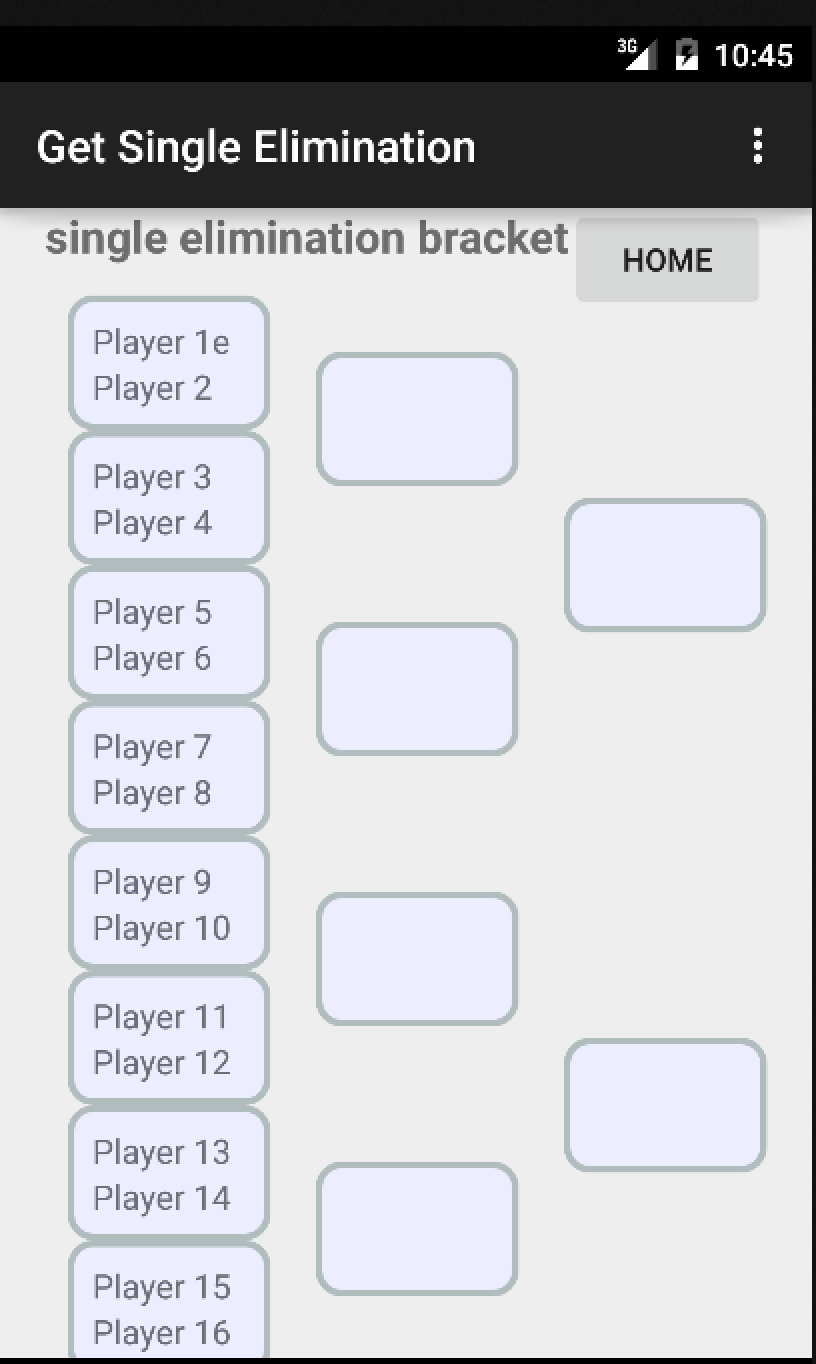 3G 10:45
Get Single Elimination
single elimination bracket HOME
Player 1e
Player 2
Player 3
Player 4
Player 5
Player 6
Player 7
Player 8
Player 9
Player 10
Player 11
Player 12
Player 13
Player 14
Player 15
Player 16